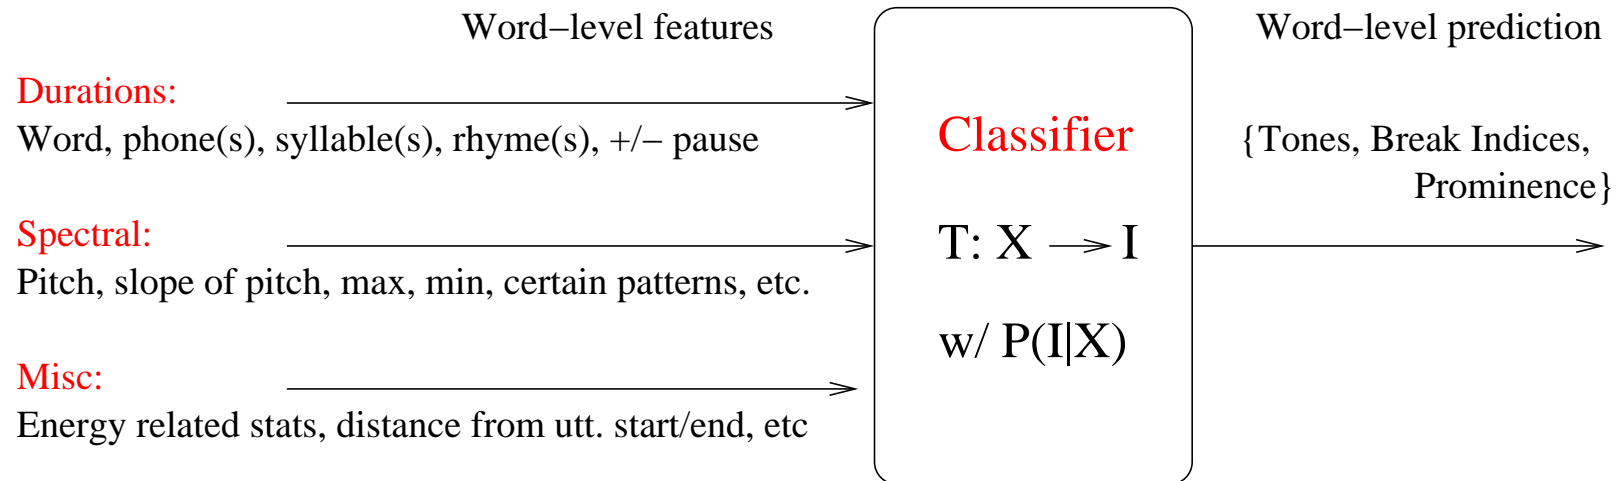 Word−level features
Durations:
Word, phone(s), syllable(s), rhyme(s), +/− pause
Spectral:
Pitch, slope of pitch, max, min, certain patterns, etc.
Misc:
Energy related stats, distance from utt. start/end, etc
Classifier
T: X → I
w/ P(I|X)
Word−level prediction
{Tones, Break Indices,
Prominence}